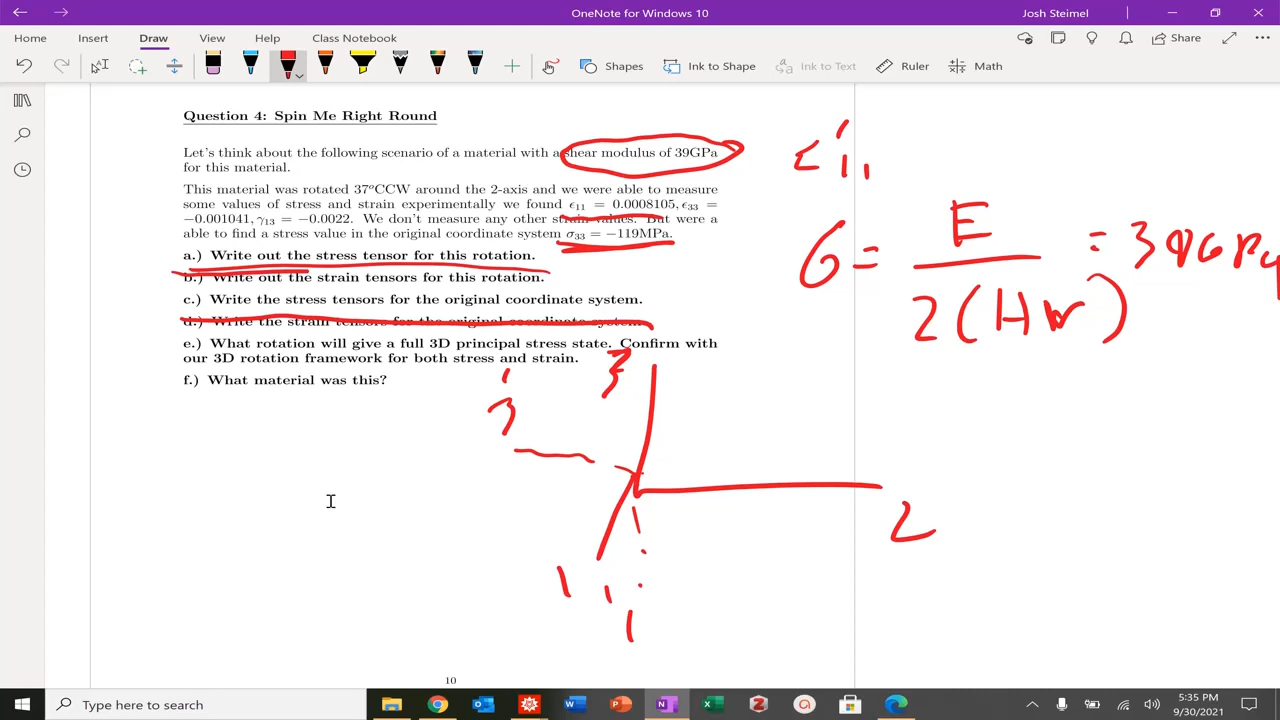 OneNote for Windows 10
Josh Steimel
Home
Insert
Draw
View
Help
Class Notebook
Share
Shapes
Ink to Shape
Ink to Text
Ruler
Math
Question 4: Spin Me Right Round
Let's think about the following scenario of a material with a shear modulus of 39GPa
for this material.
This material was rotated 37°CCW around the 2-axis and we were able to measure
some values of stress and strain experimentally we found ϵ11 = 0.0008105, ϵ33 =
−0.001041, γ13 = −0.0022. We don't measure any other strain values. But were a
able to find a stress value in the original coordinate system σ33 = −119MPa.
a.) Write out the stress tensor for this rotation.
b.) Write out the strain tensors for this rotation.
c.) Write the stress tensors for the original coordinate system.
d.) Write the strain tensors for the original coordinate system.
e.) What rotation will give a full 3D principal stress state. Confirm with
our 3D rotation framework for both stress and strain.
f.) What material was this?
G = E
2(1+ν)
3
3'
2
1
1'
10
Type here to search
5:35 PM
9/30/2021